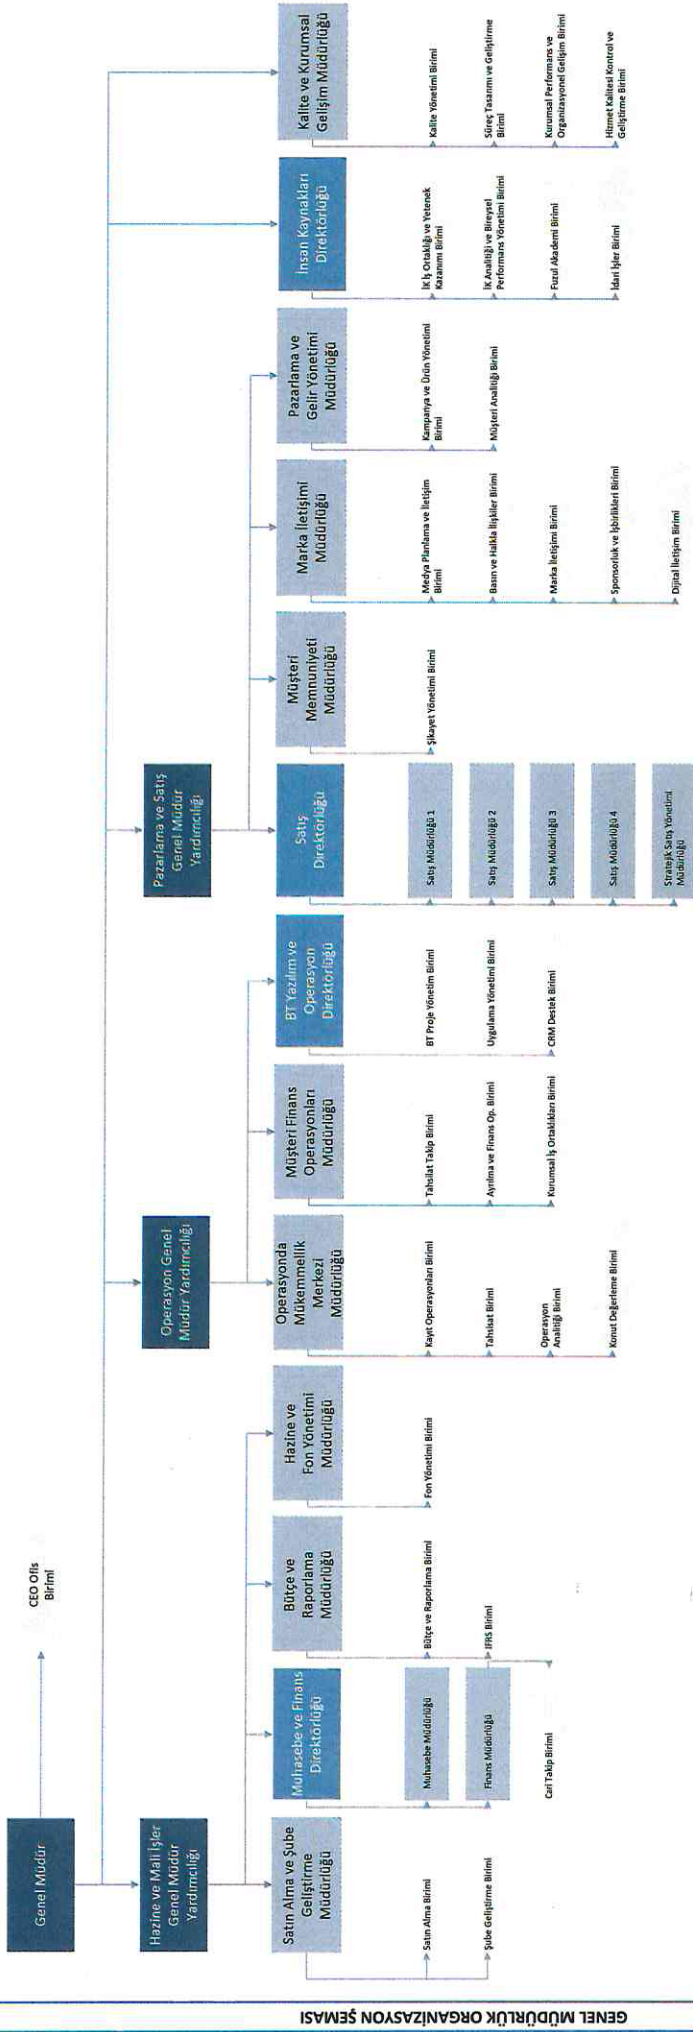 GENEL MÜDÜRLÜK ORGANİZASYON ŞEMASI
Genel Müdür
CEO Ofis
Birimi
Hazine ve Mali İşler
Genel Müdür
Yardımcılığı
Satın Alma ve Şube
Geliştirme
Müdürlüğü
Satın Alma Birimi
Şube Geliştirme Birimi
Muhasebe ve Finans
Direktörlüğü
Muhasebe Müdürlüğü
Finans Müdürlüğü
Cari Takip Birimi
Bütçe ve
Raporlama
Müdürlüğü
Bütçe ve Raporlama Birimi
IFRS Birimi
Hazine ve
Fon Yönetimi
Müdürlüğü
Fon Yönetimi Birimi
Operasyon Genel
Müdür Yardımcılığı
Operasyonda
Mükemmellik
Merkezi
Müdürlüğü
Kayıt Operasyonları Birimi
Tahsisat Birimi
Operasyon
Analitiği Birimi
Konut Değerleme Birimi
Müşteri Finans
Operasyonları
Müdürlüğü
Tahsilat Takip Birimi
Ayrılma ve Finans Op. Birimi
Kurumsal İş Ortaklıkları Birimi
BT Yazılım ve
Operasyon
Direktörlüğü
BT Proje Yönetim Birimi
Uygulama Yönetimi Birimi
CRM Destek Birimi
Pazarlama ve Satış
Genel Müdür
Yardımcılığı
Satış
Direktörlüğü
Satış Müdürlüğü 1
Satış Müdürlüğü 2
Satış Müdürlüğü 3
Satış Müdürlüğü 4
Stratejik Satış Yönetimi
Müdürlüğü
Müşteri
Memnuniyeti
Müdürlüğü
Şikayet Yönetimi Birimi
Marka İletişimi
Müdürlüğü
Medya Planlama ve İletişim
Birimi
Basın ve Halkla İlişkiler Birimi
Marka İletişimi Birimi
Sponsorluk ve İşbirlikleri Birimi
Dijital İletişim Birimi
Pazarlama ve
Gelir Yönetimi
Müdürlüğü
Kampanya ve Ürün Yönetimi
Birimi
Müşteri Analitiği Birimi
İnsan Kaynakları
Direktörlüğü
İK İş Ortaklığı ve Yetenek
Kazanımı Birimi
İK Analitiği ve Bireysel
Performans Yönetimi Birimi
Fuzul Akademi Birimi
İdari İşler Birimi
Kalite ve Kurumsal
Gelişim Müdürlüğü
Kalite Yönetimi Birimi
Süreç Tasarımı ve Geliştirme
Birimi
Kurumsal Performans ve
Organizasyonel Gelişim Birimi
Hizmet Kalitesi Kontrol ve
Geliştirme Birimi